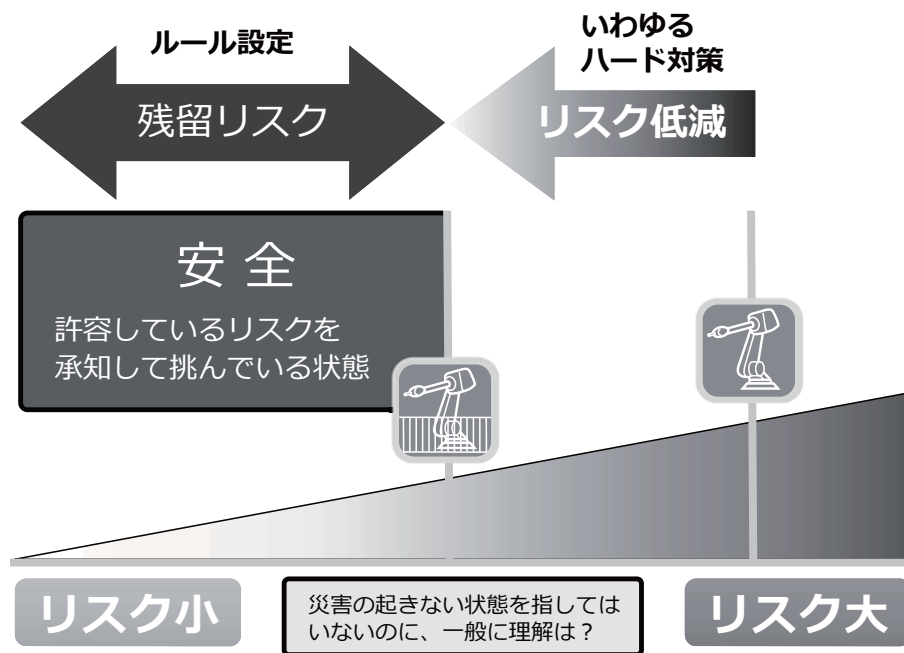 ルール設定
いわゆる
ハード対策
残留リスク
リスク低減
安 全
許容しているリスクを
承知して挑んでいる状態
リスク小
災害の起きない状態を指しては
いないのに、一般に理解は？
リスク大